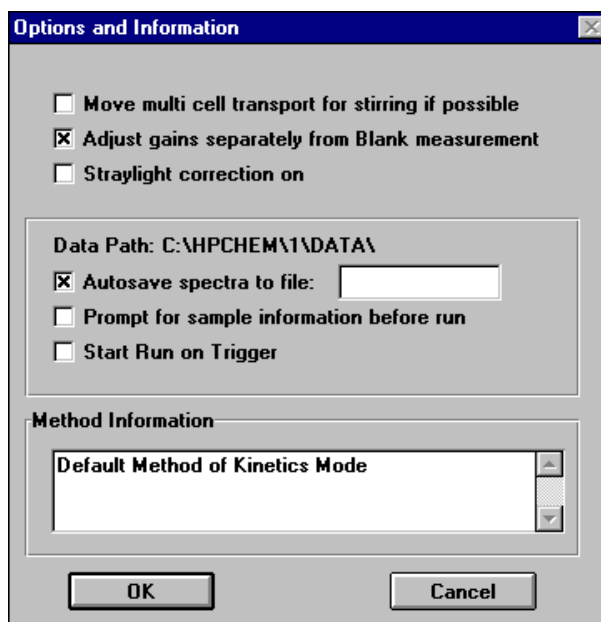 Options and Information
Move multi cell transport for stirring if possible
Adjust gains separately from Blank measurement
Straylight correction on
Data Path: C:\HPCHEM\1\DATA\
Autosave spectra to file:
Prompt for sample information before run
Start Run on Trigger
Method Information
Default Method of Kinetics Mode
OK
Cancel